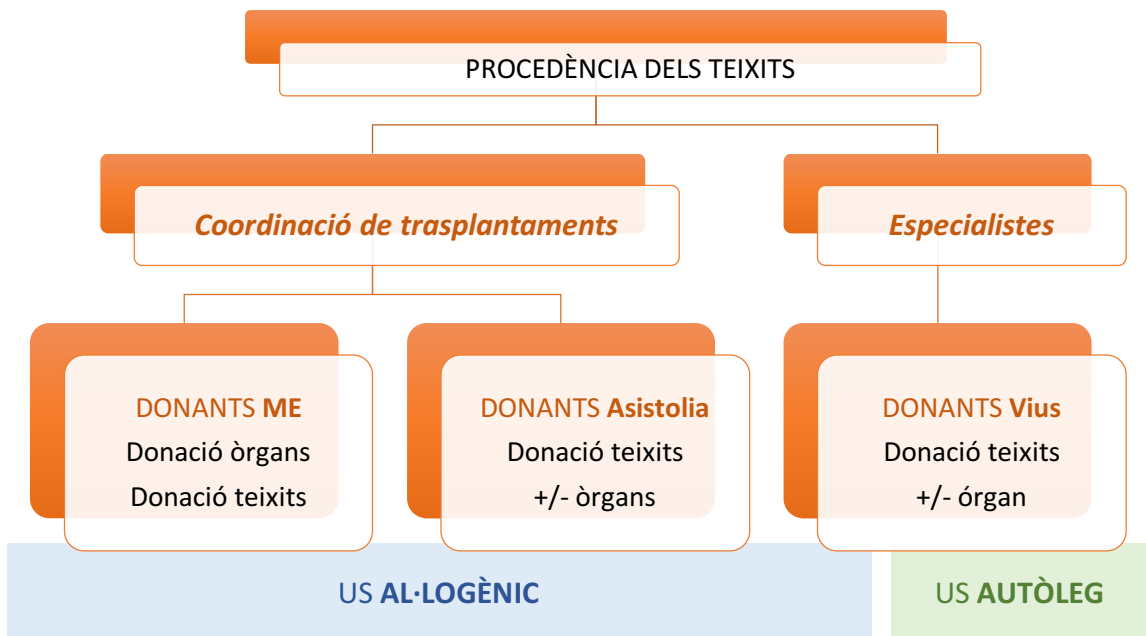 PROCEDÈNCIA DELS TEIXITS
Coordinació de trasplantaments
Especialistes
DONANTS ME
Donació òrgans
Donació teixits
DONANTS Asistolia
Donació teixits
+/- òrgans
DONANTS Vius
Donació teixits
+/- órgan
US AL·LOGÈNIC
US AUTÒLEG